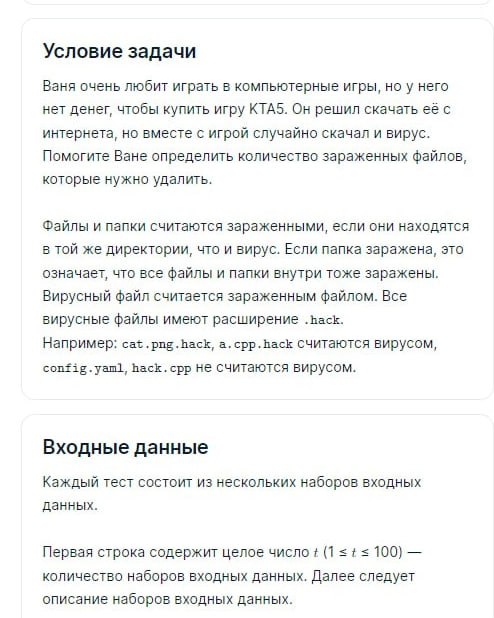 Условие задачи
Ваня очень любит играть в компьютерные игры, но у него
нет денег, чтобы купить игру KTA5. Он решил скачать её с
интернета, но вместе с игрой случайно скачал и вирус.
Помогите Ване определить количество зараженных файлов,
которые нужно удалить.
Файлы и папки считаются зараженными, если они находятся
в той же директории, что и вирус. Если папка заражена, это
означает, что все файлы и папки внутри тоже заражены.
Вирусный файл считается зараженным файлом. Все
вирусные файлы имеют расширение .hack.
Например: cat.png.hack, a.cpp.hack считаются вирусом,
config.yaml, hack.cpp не считаются вирусом.
Входные данные
Каждый тест состоит из нескольких наборов входных
данных.
Первая строка содержит целое число t (1 ≤ t ≤ 100) —
количество наборов входных данных. Далее следует
описание наборов входных данных.